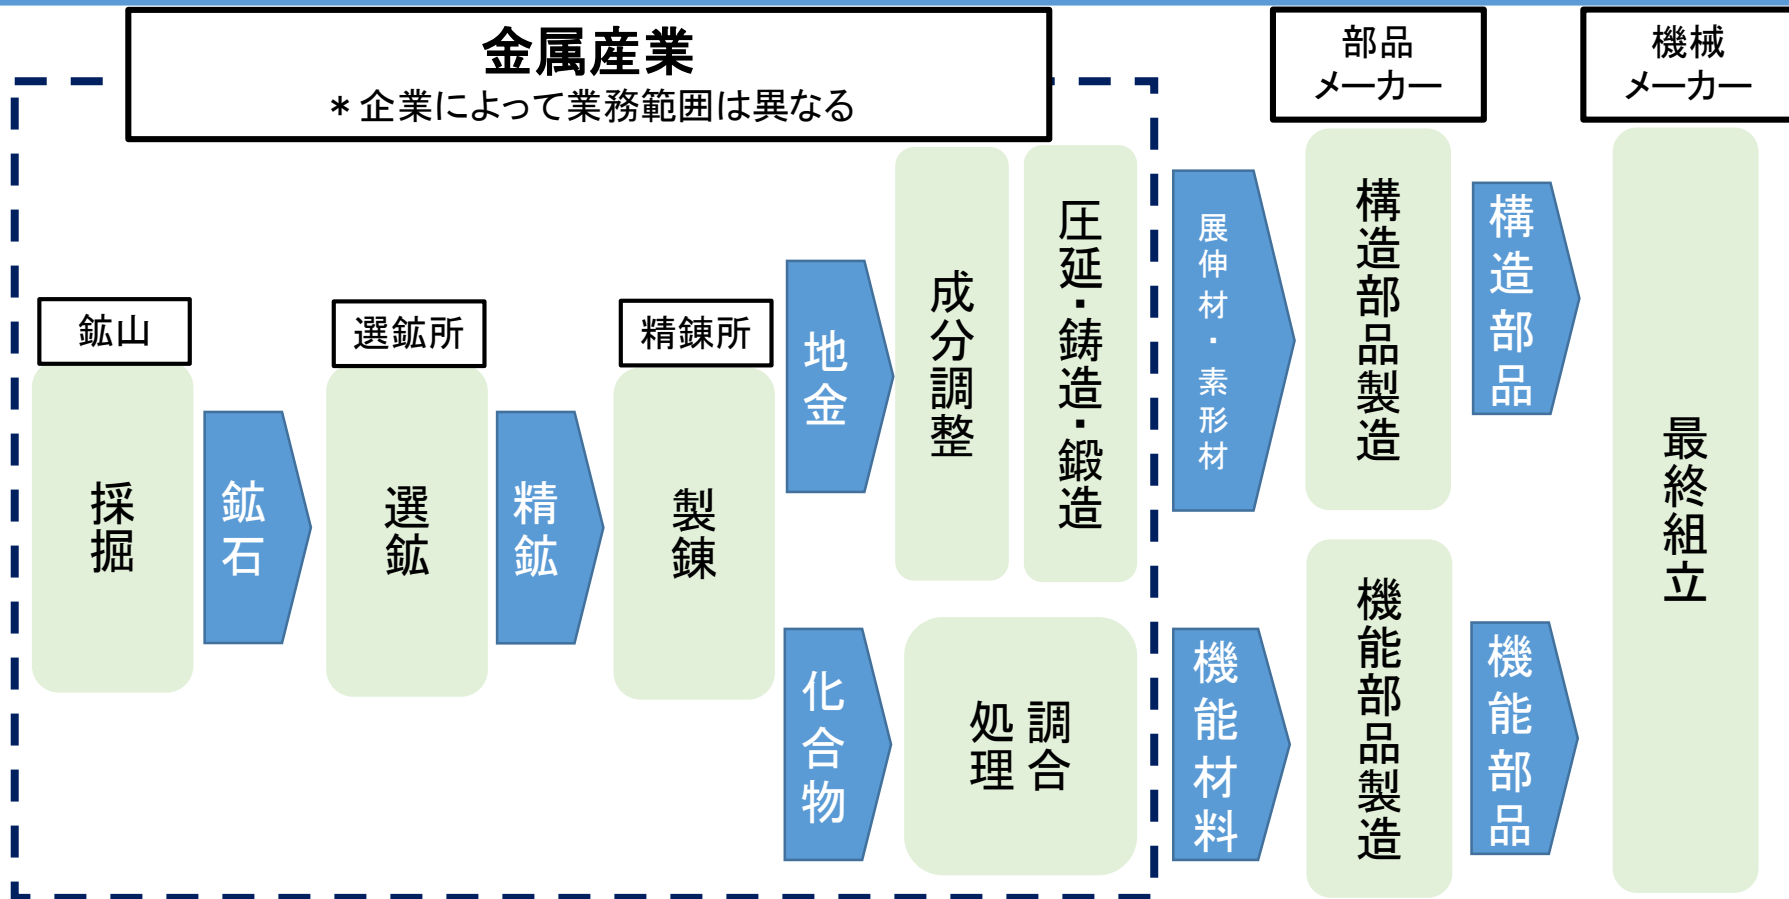 金属産業
＊企業によって業務範囲は異なる
部品
メーカー
機械
メーカー
鉱山
採掘
鉱石
選鉱所
選鉱
精鉱
精錬所
製錬
地金
成分調整
圧延・鋳造・鍛造
展伸材・素形材
構造部品製造
構造部品
化合物
調合
処理
機能材料
機能部品製造
機能部品
最終組立